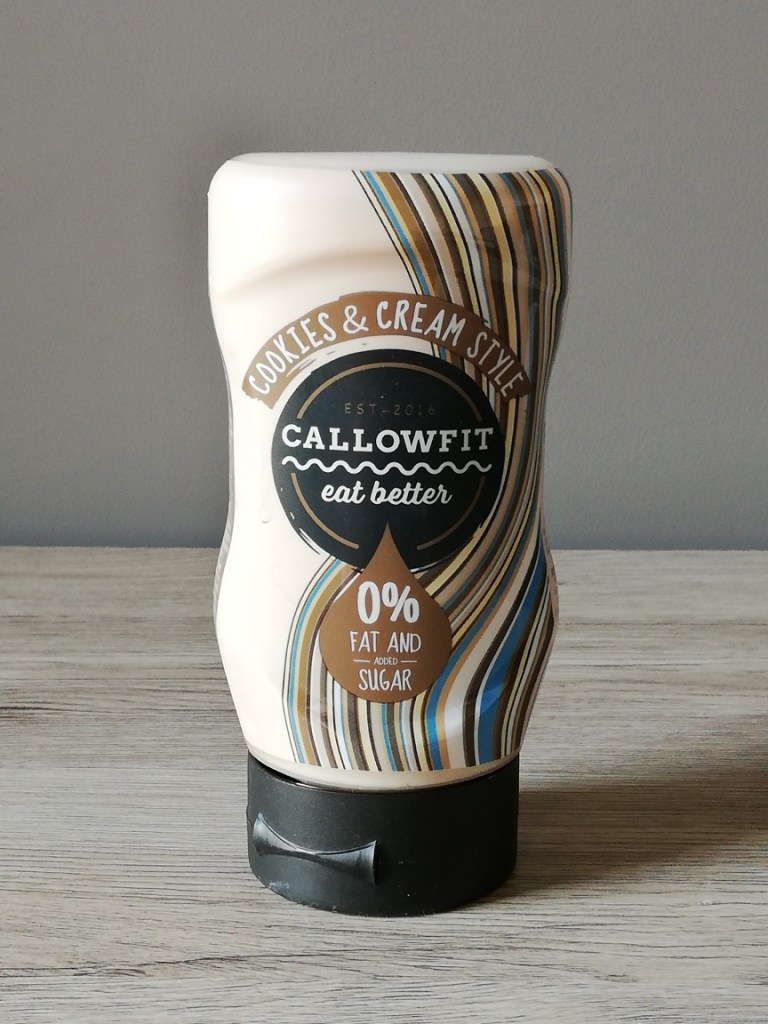 COOKIES & CREAM STYLE
EST-2016
CALLOWFIT
eat better
0%
FAT AND
ADDED
SUGAR